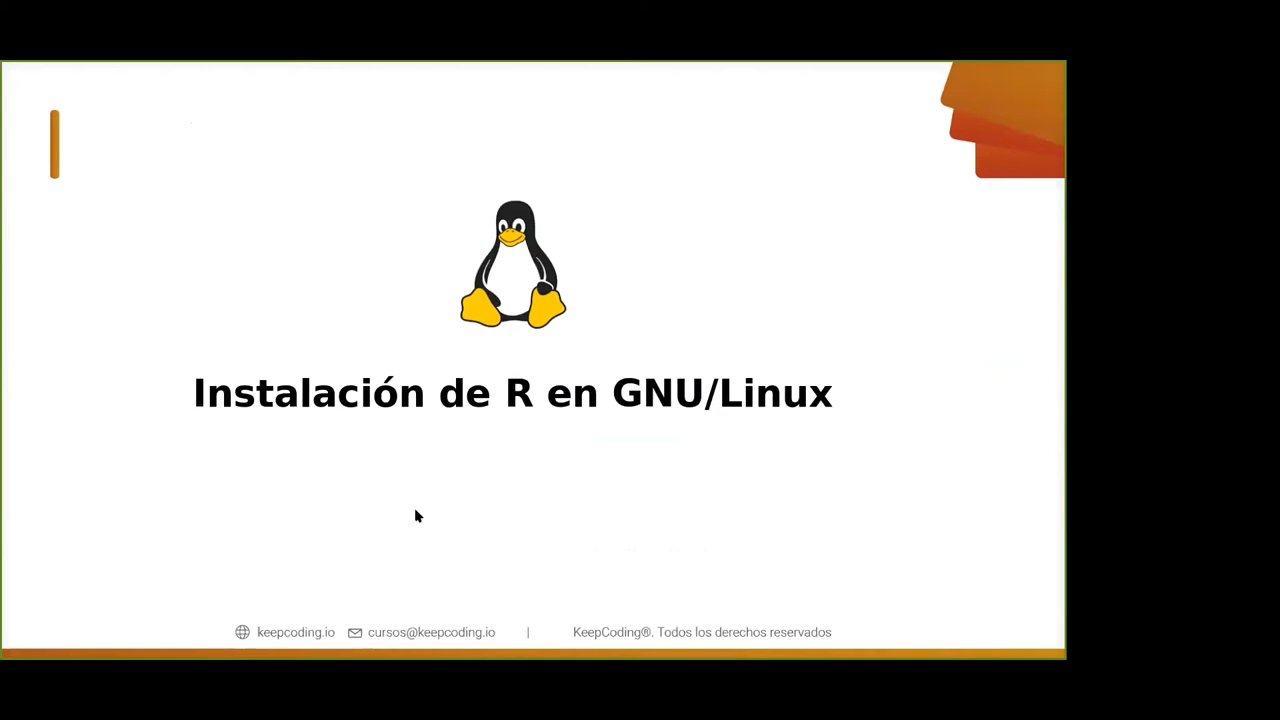 Instalación de R en GNU/Linux
keepcoding.io cursos@keepcoding.io | KeepCoding®. Todos los derechos reservados